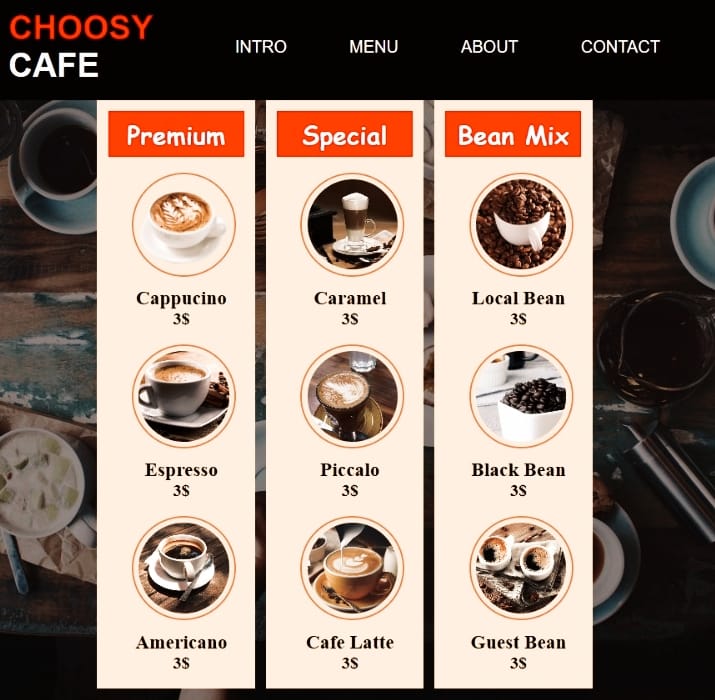 CHOOSY
CAFE
INTRO
MENU
ABOUT
CONTACT
Premium
Cappucino
3$
Espresso
3$
Americano
3$
Special
Caramel
3$
Piccalo
3$
Cafe Latte
3$
Bean Mix
Local Bean
3$
Black Bean
3$
Guest Bean
3$